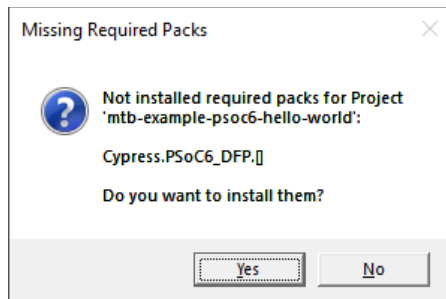 Missing Required Packs
Not installed required packs for Project
'mtb-example-psoc6-hello-world':
Cypress.PSoC6_DFP.[]
Do you want to install them?
Yes
No